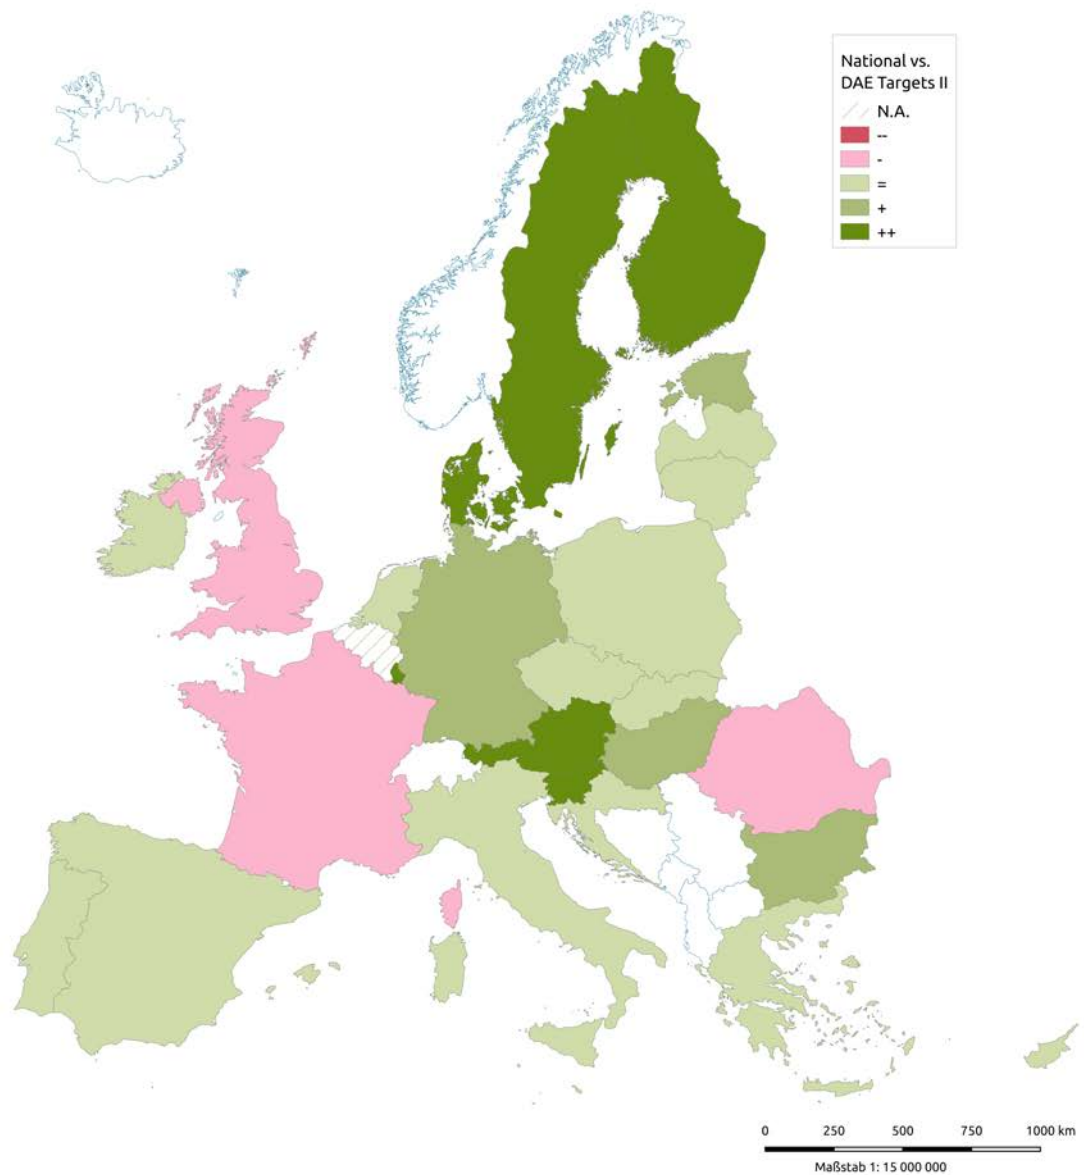 National vs.
DAE Targets II
N.A.
--
-
=
+
++
0 250 500 750 1000 km
Maßstab 1: 15 000 000